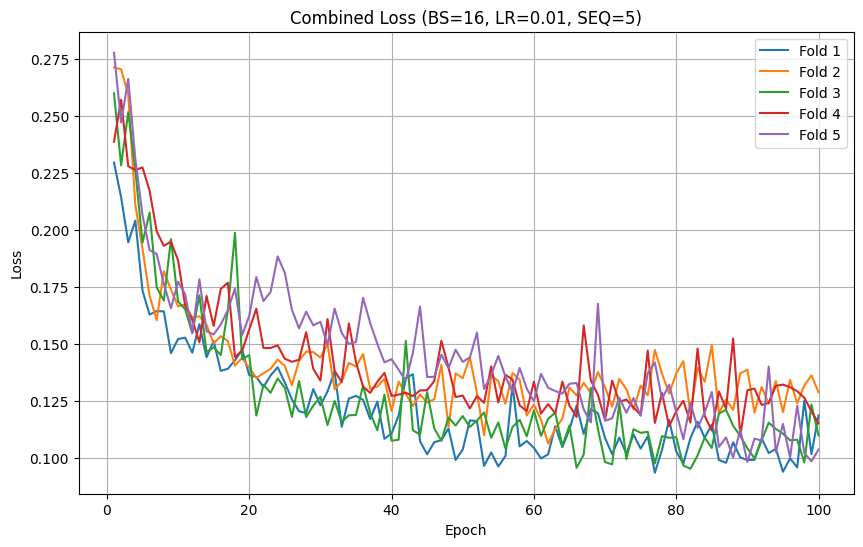 Combined Loss (BS=16, LR=0.01, SEQ=5)
Fold 1
Fold 2
Fold 3
Fold 4
Fold 5
0.275
0.250
0.225
0.200
0.175
0.150
0.125
0.100
Loss
0 20 40 60 80 100
Epoch